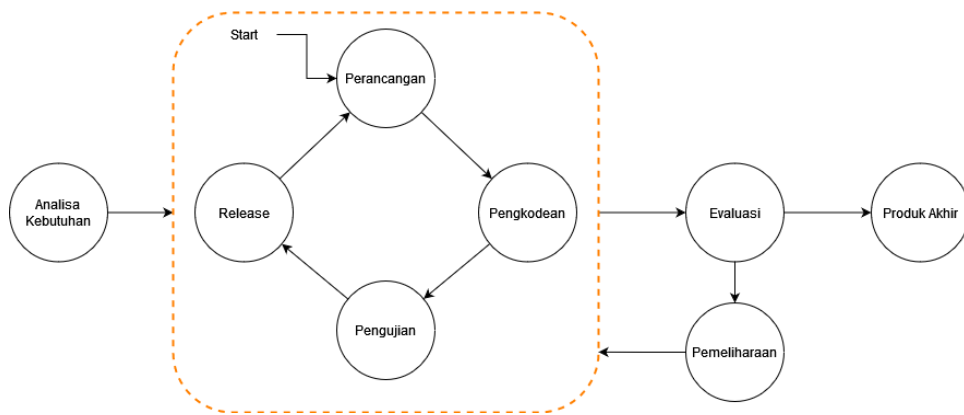 Start
Perancangan
Analisa
Kebutuhan
Release
Pengkodean
Evaluasi
Produk Akhir
Pengujian
Pemeliharaan